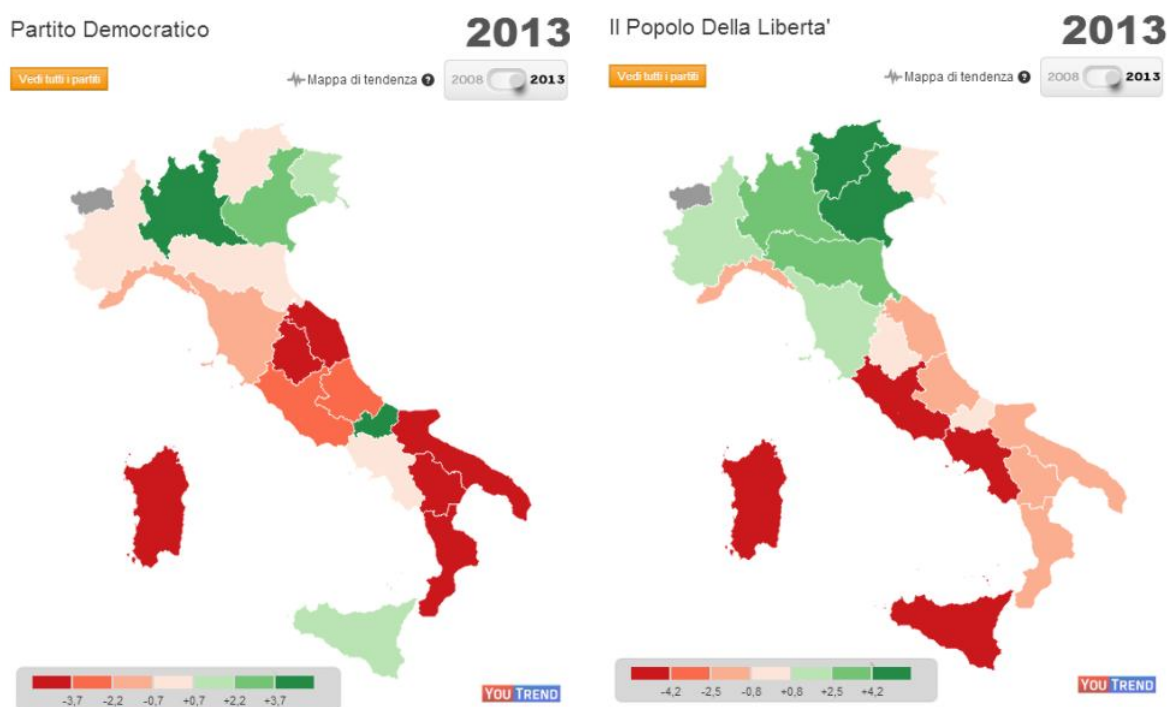 Partito Democratico
2013
Vedi tutti i partiti
Mappa di tendenza ?
2008 2013
-3,7 -2,2 -0,7 +0,7 +2,2 +3,7
YOU TREND
Il Popolo Della Liberta'
2013
Vedi tutti i partiti
Mappa di tendenza ?
2008 2013
-4,2 -2,5 -0,8 +0,8 +2,5 +4,2
YOU TREND